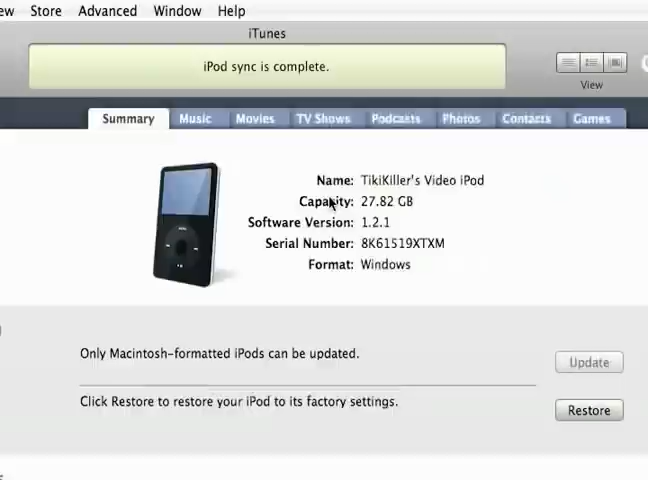 ew Store Advanced Window Help
iTunes
iPod sync is complete.
View
Summary Music Movies TV Shows Podcasts Photos Contacts Games
Name: TikiKiller's Video iPod
Capacity: 27.82 GB
Software Version: 1.2.1
Serial Number: 8K61519XTXM
Format: Windows
Only Macintosh-formatted iPods can be updated.
Update
Click Restore to restore your iPod to its factory settings.
Restore